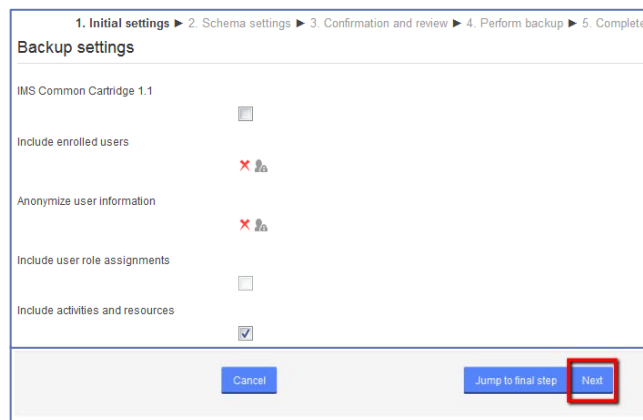 1. Initial settings ► 2. Schema settings ► 3. Confirmation and review ► 4. Perform backup ► 5. Complete
Backup settings
IMS Common Cartridge 1.1
Include enrolled users
Anonymize user information
Include user role assignments
Include activities and resources
Cancel Jump to final step Next